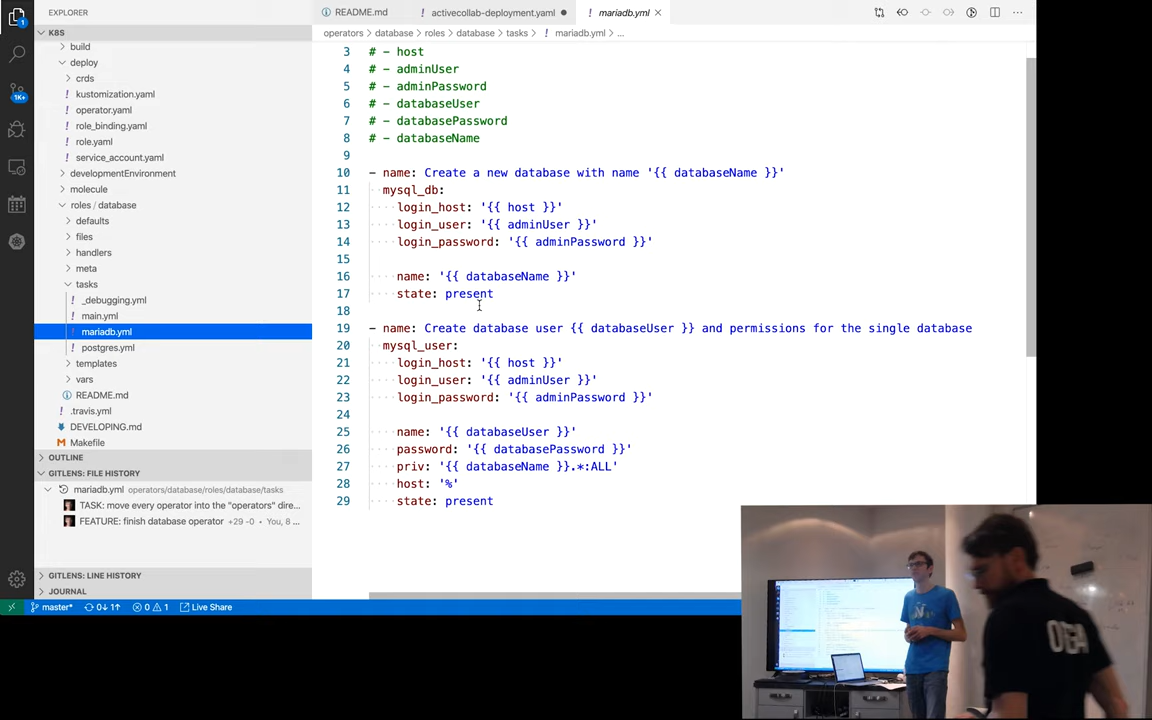 EXPLORER
README.md
activecollab-deployment.yaml
mariadb.yml
K8S
operators > database > roles > database > tasks > mariadb.yml > ...
build
deploy
crds
kustomization.yaml
operator.yaml
role_binding.yaml
role.yaml
service_account.yaml
developmentEnvironment
molecule
roles / database
defaults
files
handlers
meta
tasks
_debugging.yml
main.yml
mariadb.yml
postgres.yml
templates
vars
README.md
.travis.yml
DEVELOPING.md
Makefile
OUTLINE
GITLENS: FILE HISTORY
mariadb.yml operators/database/roles/database/tasks
TASK: move every operator into the "operators" dire...
FEATURE: finish database operator +29 -0 • You, 8 ...
GITLENS: LINE HISTORY
JOURNAL
1
1K+
3 # - host
4 # - adminUser
5 # - adminPassword
6 # - databaseUser
7 # - databasePassword
8 # - databaseName
9
10 - name: Create a new database with name '{{ databaseName }}'
11 mysql_db:
12 login_host: '{{ host }}'
13 login_user: '{{ adminUser }}'
14 login_password: '{{ adminPassword }}'
15
16 name: '{{ databaseName }}'
17 state: present
18
19 - name: Create database user {{ databaseUser }} and permissions for the single database
20 mysql_user:
21 login_host: '{{ host }}'
22 login_user: '{{ adminUser }}'
23 login_password: '{{ adminPassword }}'
24
25 name: '{{ databaseUser }}'
26 password: '{{ databasePassword }}'
27 priv: '{{ databaseName }}.*:ALL'
28 host: '%'
29 state: present
master* 0↓ 1↑ 0 1 Live Share